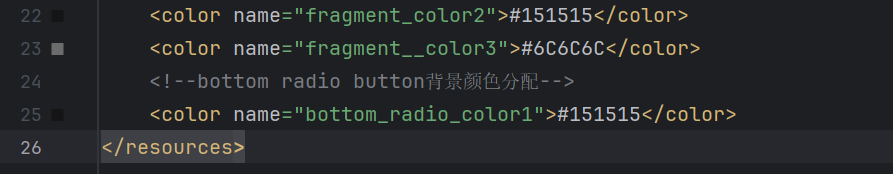 22 <color name="fragment_color2">#151515</color>
23 <color name="fragment__color3">#6C6C6C</color>
24 <!--bottom radio button背景颜色分配-->
25 <color name="bottom_radio_color1">#151515</color>
26 </resources>